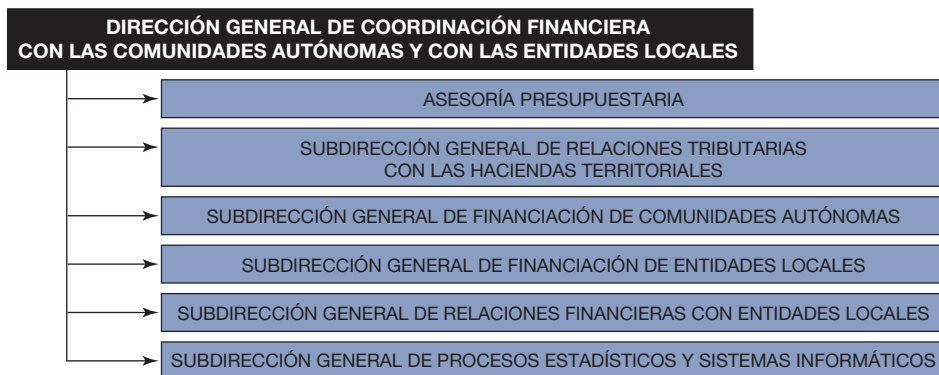 DIRECCIÓN GENERAL DE COORDINACIÓN FINANCIERA
CON LAS COMUNIDADES AUTÓNOMAS Y CON LAS ENTIDADES LOCALES
ASESORÍA PRESUPUESTARIA
SUBDIRECCIÓN GENERAL DE RELACIONES TRIBUTARIAS
CON LAS HACIENDAS TERRITORIALES
SUBDIRECCIÓN GENERAL DE FINANCIACIÓN DE COMUNIDADES AUTÓNOMAS
SUBDIRECCIÓN GENERAL DE FINANCIACIÓN DE ENTIDADES LOCALES
SUBDIRECCIÓN GENERAL DE RELACIONES FINANCIERAS CON ENTIDADES LOCALES
SUBDIRECCIÓN GENERAL DE PROCESOS ESTADÍSTICOS Y SISTEMAS INFORMÁTICOS